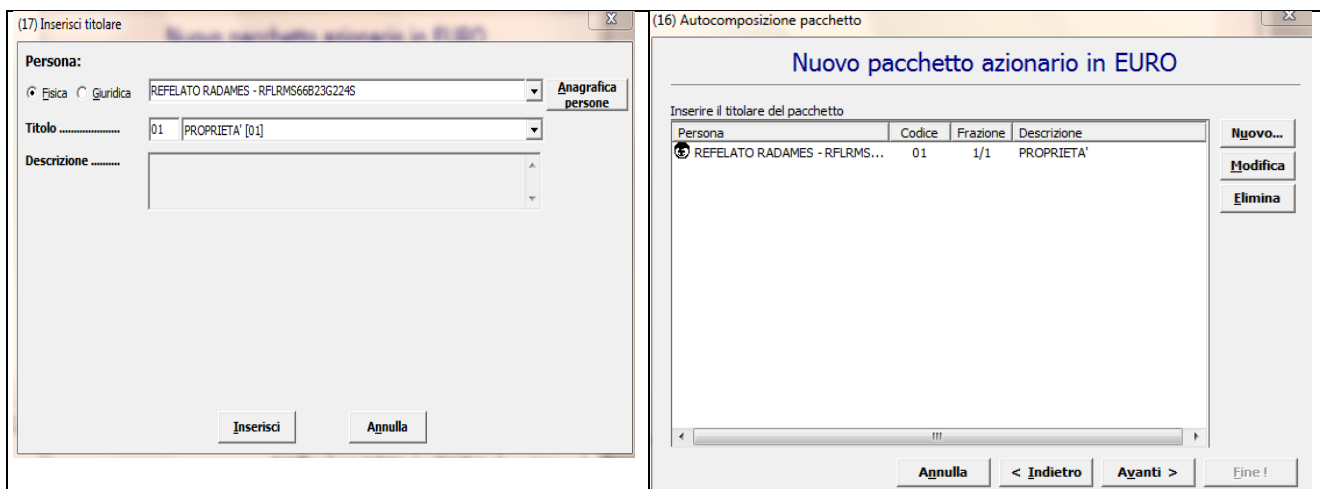 (17) Inserisci titolare
X
Nuovo pacchetto azionario in EURO
Persona:
Fisica Giuridica REFELATO RADAMES - RFLRMS66B23G224S Anagrafica
persone
Titolo ..................... 01 PROPRIETA' [01]
Descrizione ..........
Inserisci Annulla
(16) Autocomposizione pacchetto
X
Nuovo pacchetto azionario in EURO
Inserire il titolare del pacchetto
Persona Codice Frazione Descrizione
REFELATO RADAMES - RFLRMS... 01 1/1 PROPRIETA'
Nuovo...
Modifica
Elimina
Annulla < Indietro Avanti > Fine !